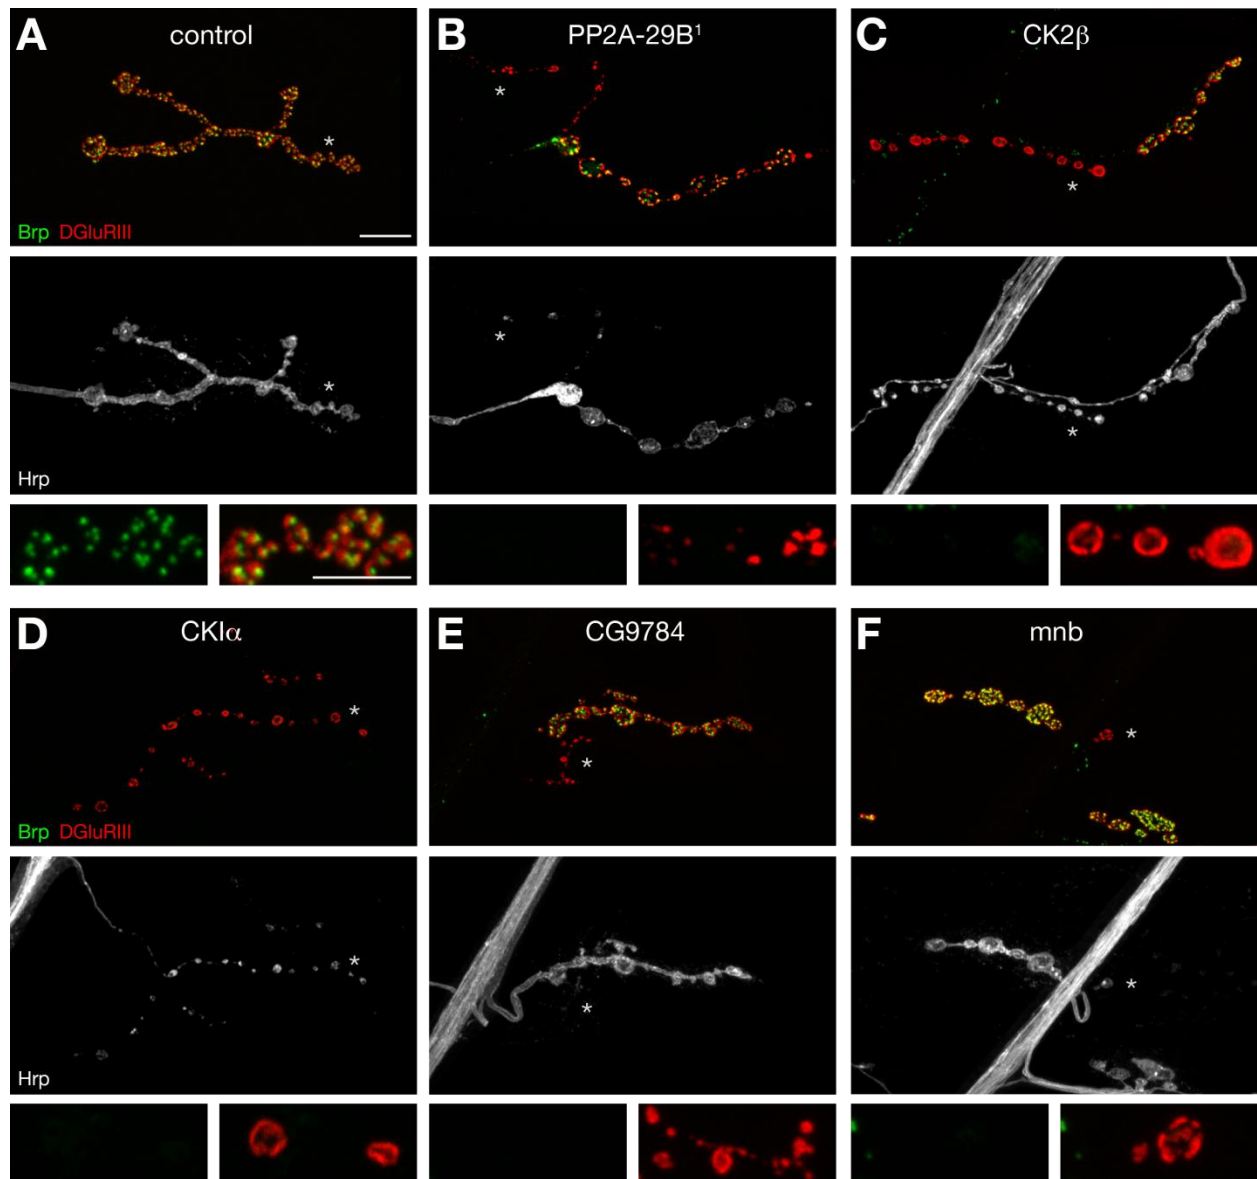 A control
B PP2A-29B¹
C CK2β
Brp DGluRIII
*
*
*
Hrp
*
*
*
D CKIα
E CG9784
F mnb
Brp DGluRIII
*
*
*
Hrp
*
*
*